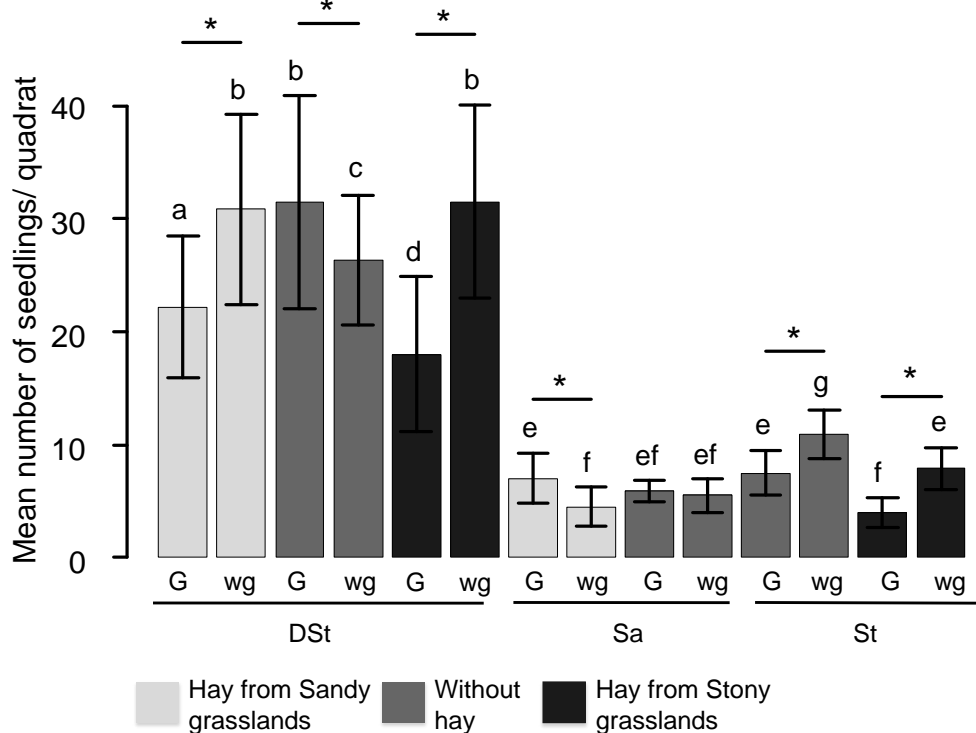 Mean number of seedlings/ quadrat
* * *
a b b c d b
* * *
e f ef ef e g f e
40
30
20
10
0
G wg G wg G wg G wg G wg G wg G wg
DSt Sa St
Hay from Sandy
grasslands
Without
hay
Hay from Stony
grasslands